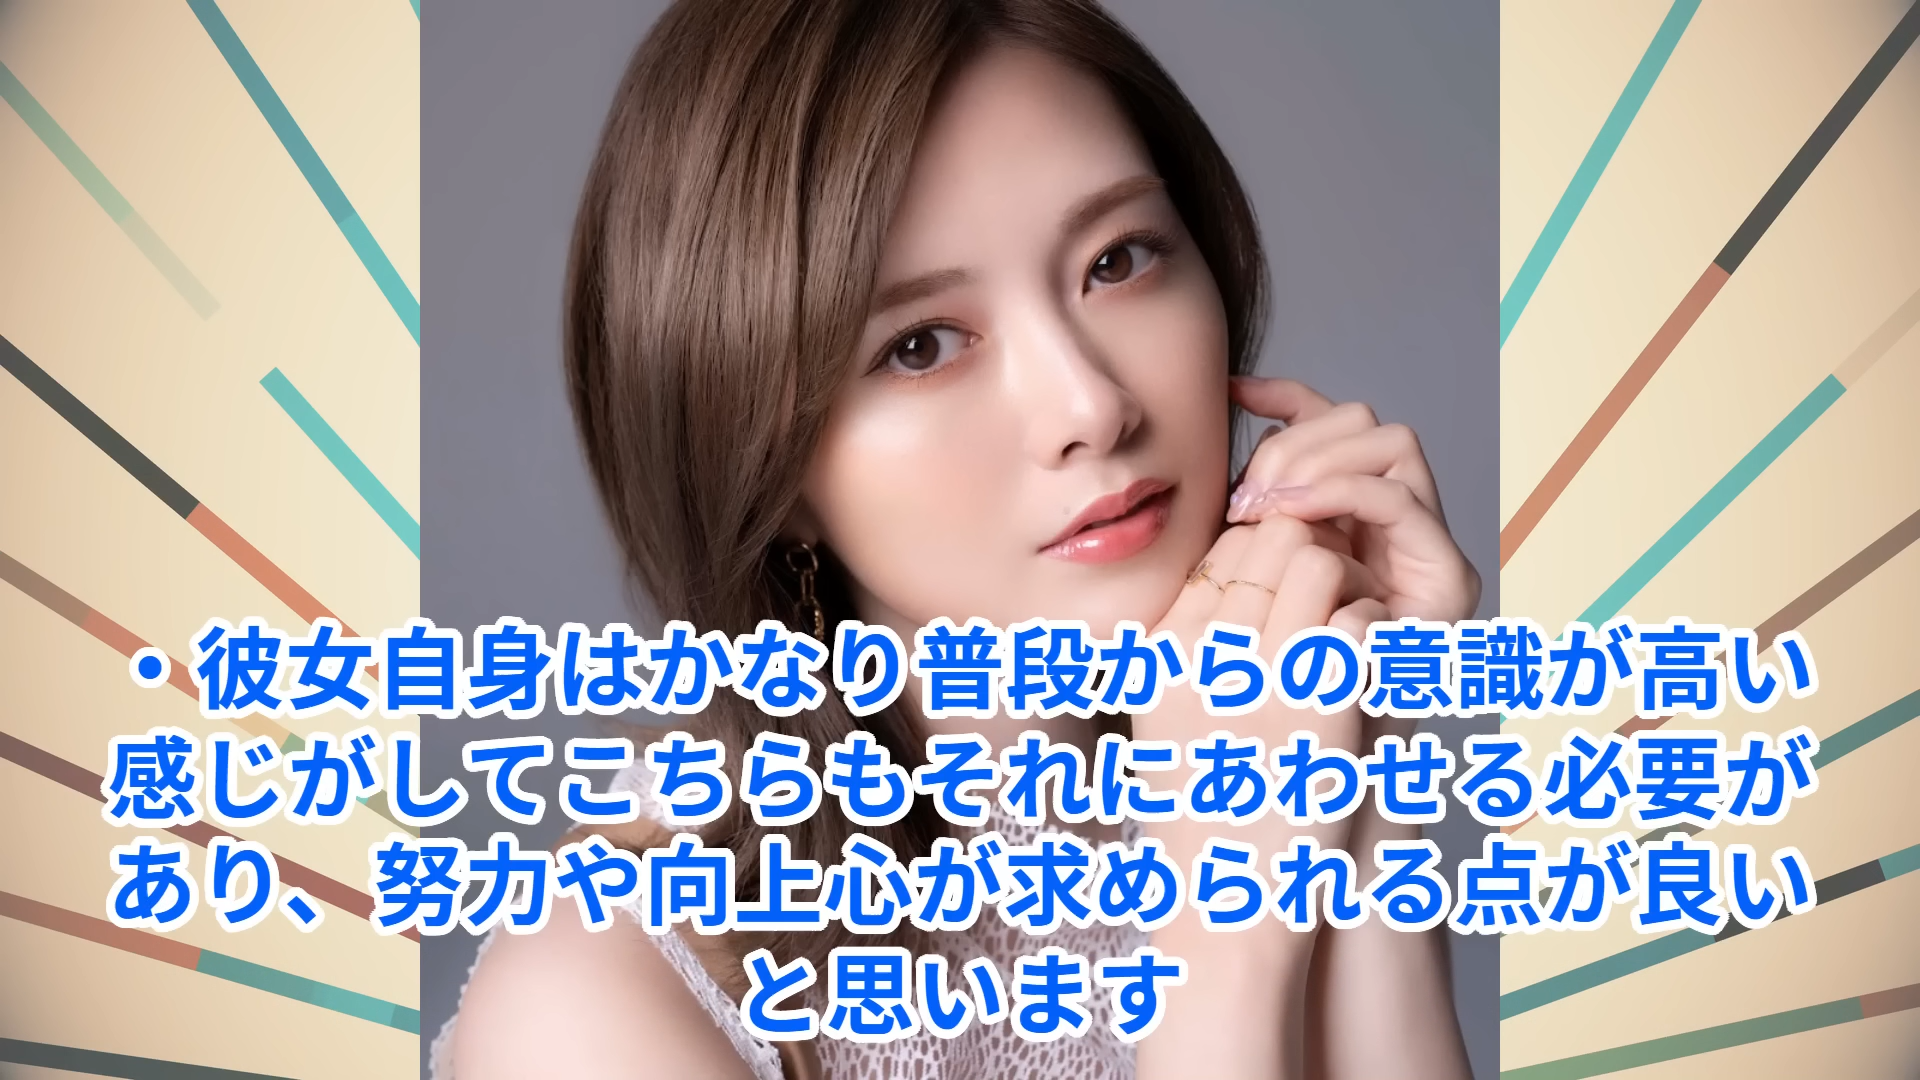 ・彼女自身はかなり普段からの意識が高い
感じがしてこちらもそれにあわせる必要が
あり、努力や向上心が求められる点が良い
と思います